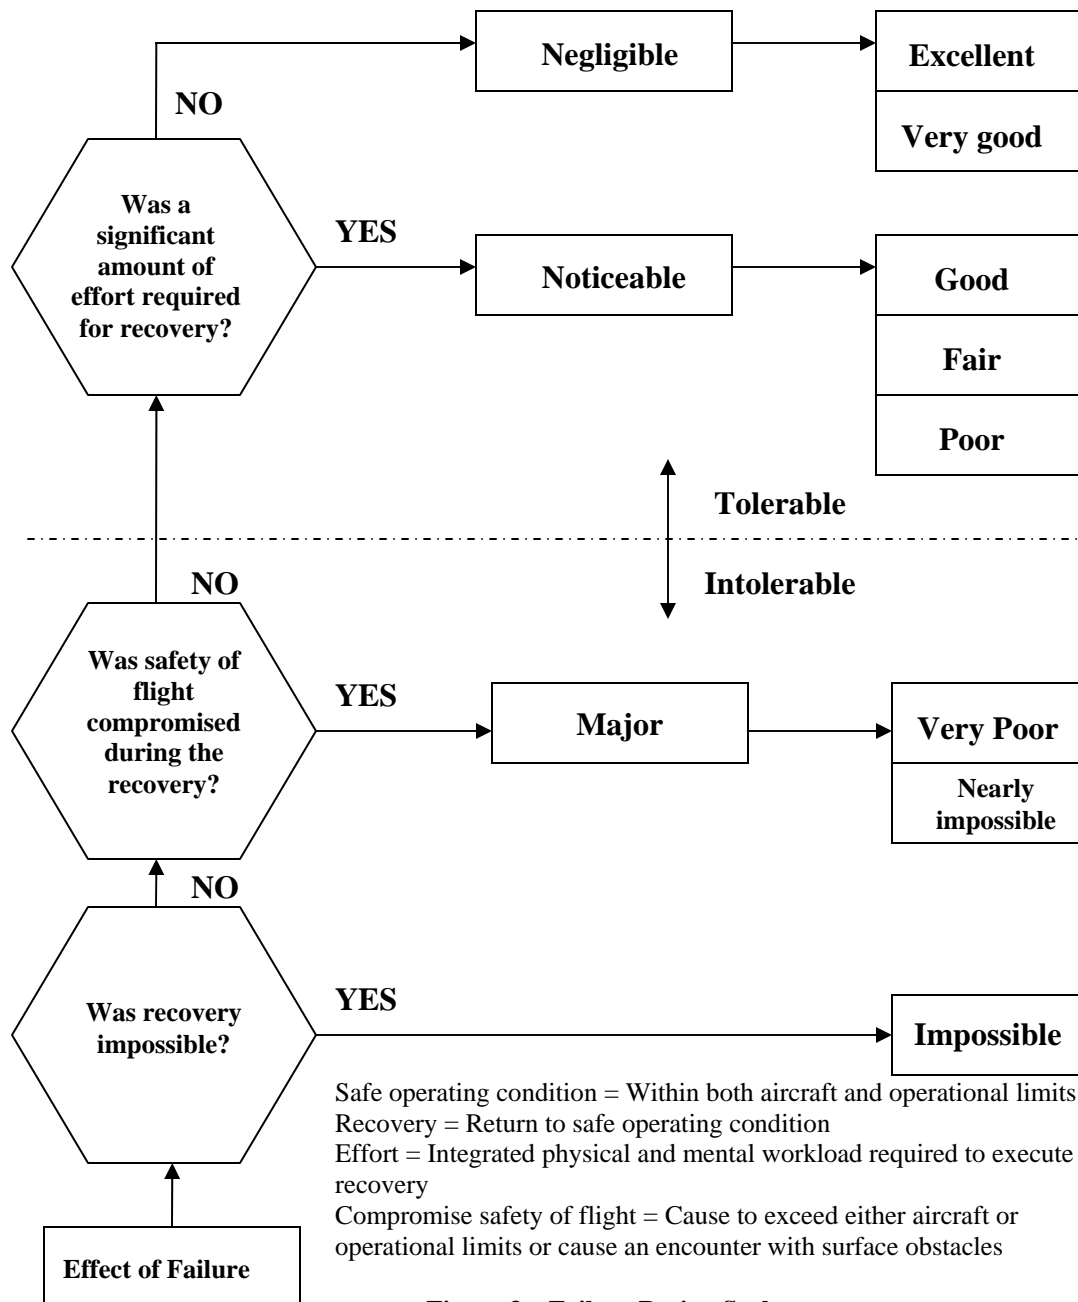 Negligible
Excellent
NO
Very good
Was a
significant
amount of
effort required
for recovery?
YES
Noticeable
Good
Fair
Poor
Tolerable
Intolerable
NO
Was safety of
flight
compromised
during the
recovery?
YES
Major
Very Poor
Nearly
impossible
NO
Was recovery
impossible?
YES
Impossible
Safe operating condition = Within both aircraft and operational limits
Recovery = Return to safe operating condition
Effort = Integrated physical and mental workload required to execute
recovery
Compromise safety of flight = Cause to exceed either aircraft or
operational limits or cause an encounter with surface obstacles
Effect of Failure